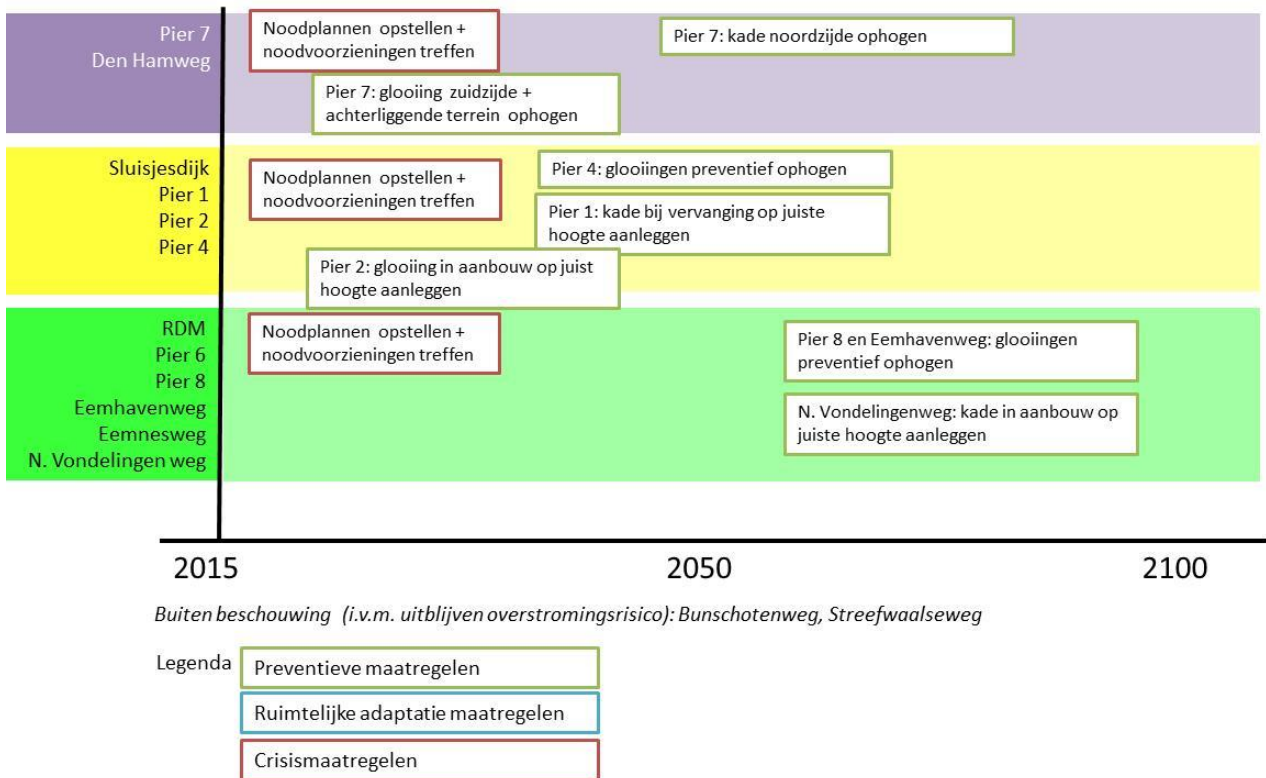 Pier 7
Den Hamweg
Noodplannen opstellen +
noodvoorzieningen treffen
Pier 7: kade noordzijde ophogen
Pier 7: glooiing zuidzijde +
achterliggende terrein ophogen
Sluisjesdijk
Pier 1
Pier 2
Pier 4
Noodplannen opstellen +
noodvoorzieningen treffen
Pier 4: glooiingen preventief ophogen
Pier 1: kade bij vervanging op juiste
hoogte aanleggen
Pier 2: glooiing in aanbouw op juist
hoogte aanleggen
RDM
Pier 6
Pier 8
Eemhavenweg
Eemnesweg
N. Vondelingen weg
Noodplannen opstellen +
noodvoorzieningen treffen
Pier 8 en Eemhavenweg: glooiingen
preventief ophogen
N. Vondelingenweg: kade in aanbouw op
juiste hoogte aanleggen
2015 2050 2100
Buiten beschouwing (i.v.m. uitblijven overstromingsrisico): Bunschotenweg, Streefwaalseweg
Legenda
Preventieve maatregelen
Ruimtelijke adaptatie maatregelen
Crisismaatregelen